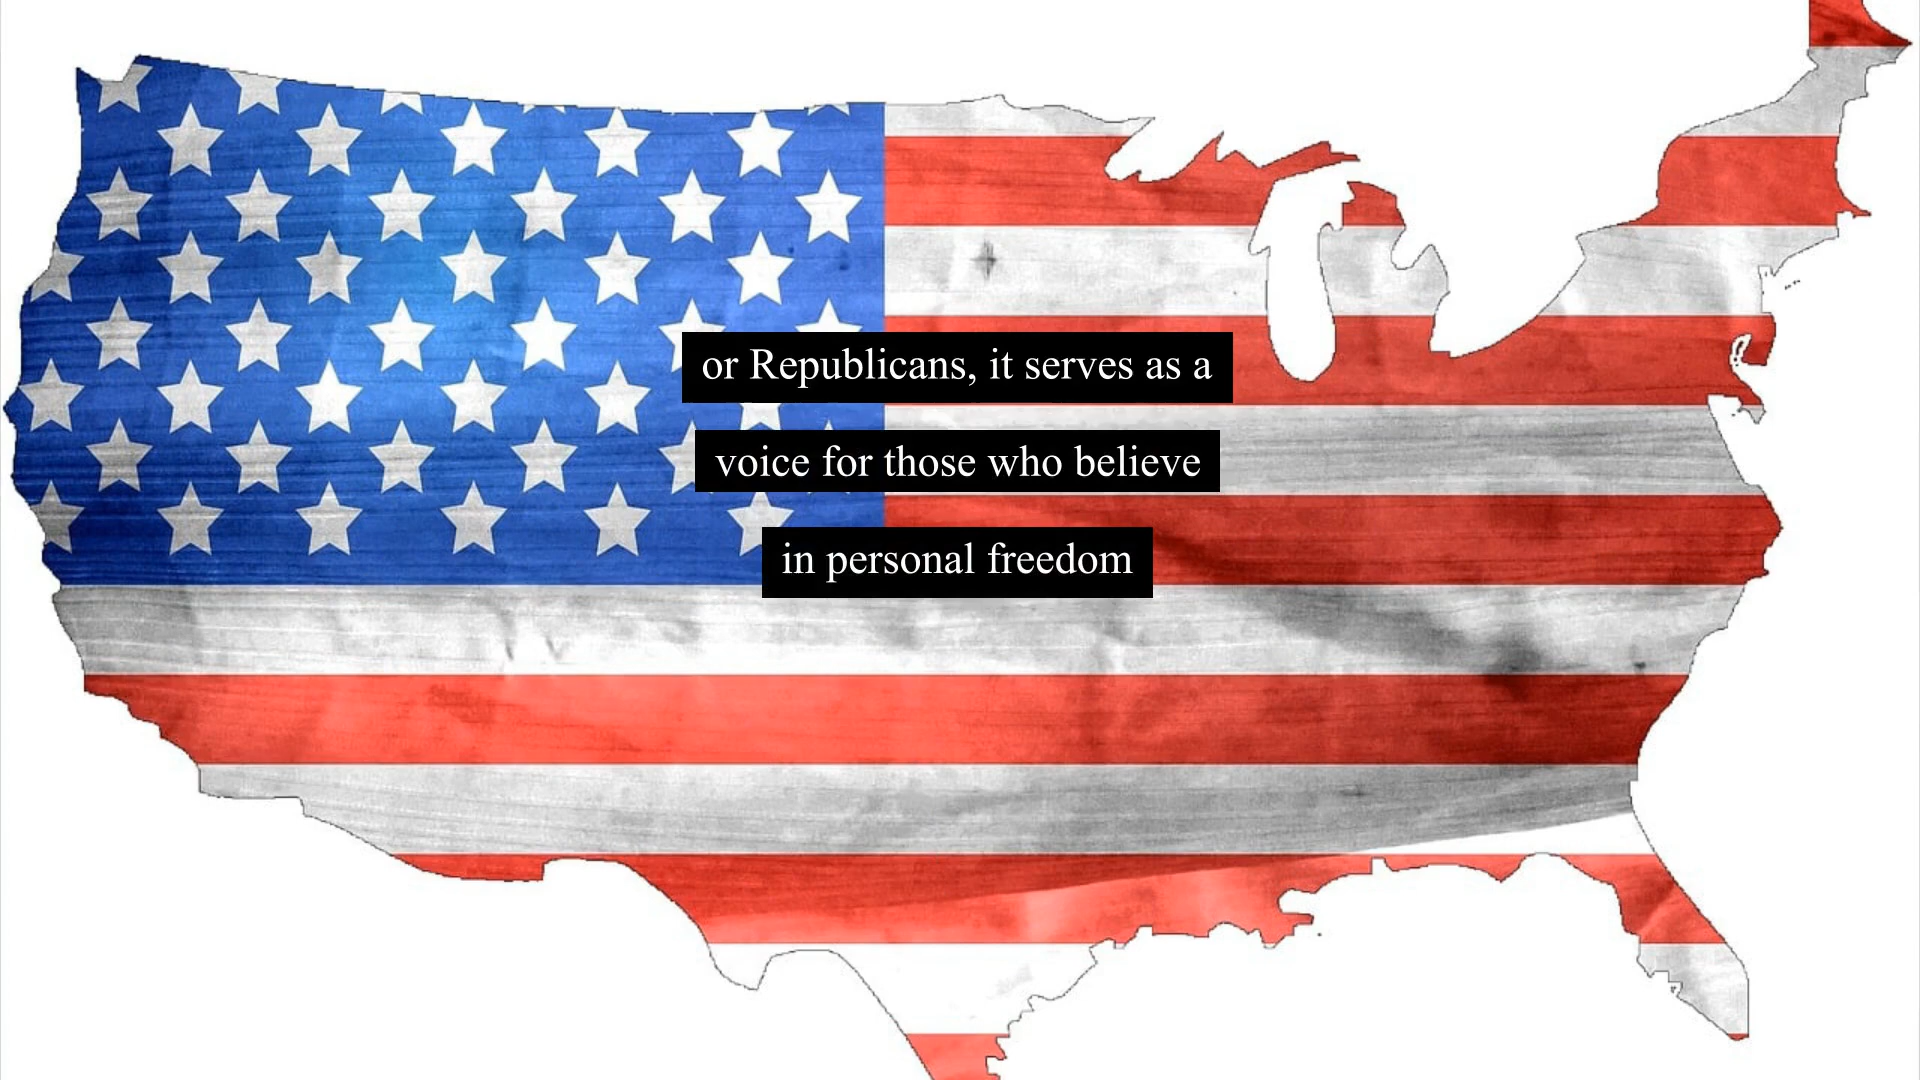 or Republicans, it serves as a
voice for those who believe
in personal freedom